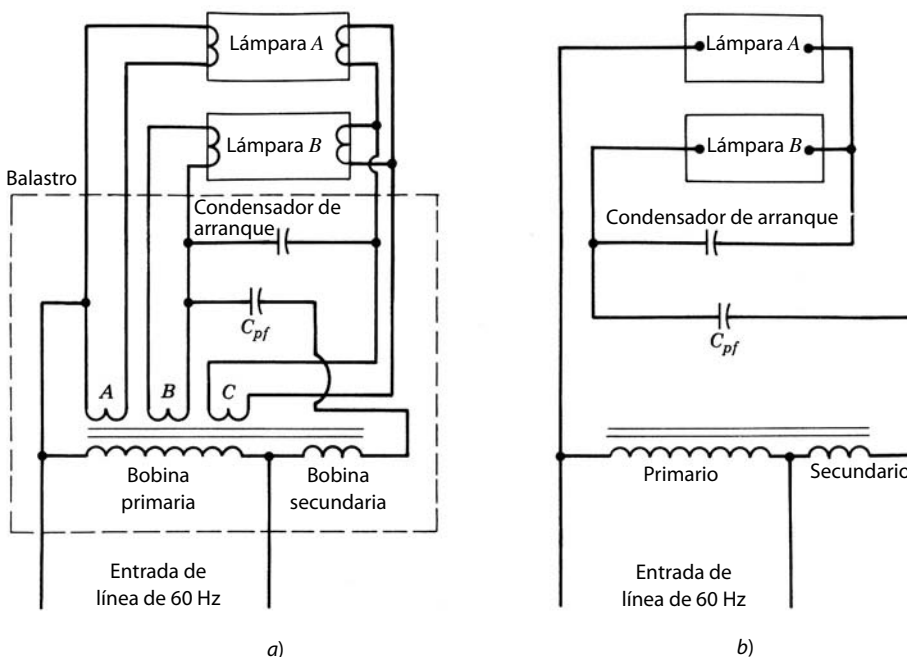 Lámpara A
Lámpara B
Balastro
Condensador de
arranque
C_pf
A
B
C
Bobina
primaria
Bobina
secundaria
Entrada de
línea de 60 Hz
a)
Lámpara A
Lámpara B
Condensador de arranque
C_pf
Primario
Secundario
Entrada de
línea de 60 Hz
b)